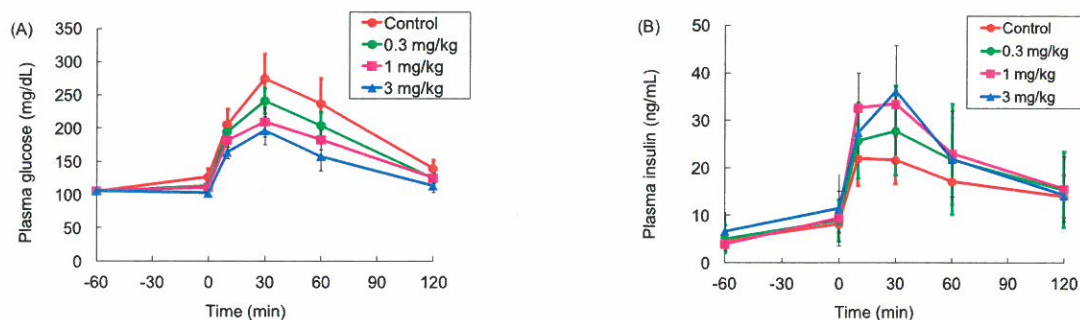 (A)
Plasma glucose (mg/dL)
350
300
250
200
150
100
50
0
-60
-30
0
30
60
90
120
Time (min)
Control
0.3 mg/kg
1 mg/kg
3 mg/kg
(B)
Plasma insulin (ng/mL)
50
40
30
20
10
0
-60
-30
0
30
60
90
120
Time (min)
Control
0.3 mg/kg
1 mg/kg
3 mg/kg